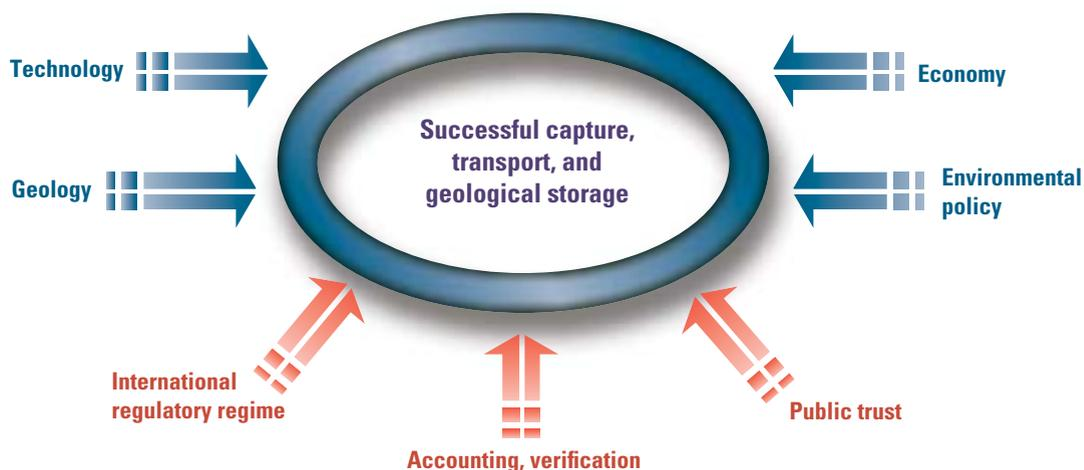 Technology
Economy
Successful capture,
transport, and
geological storage
Geology
Environmental
policy
International
regulatory regime
Public trust
Accounting, verification